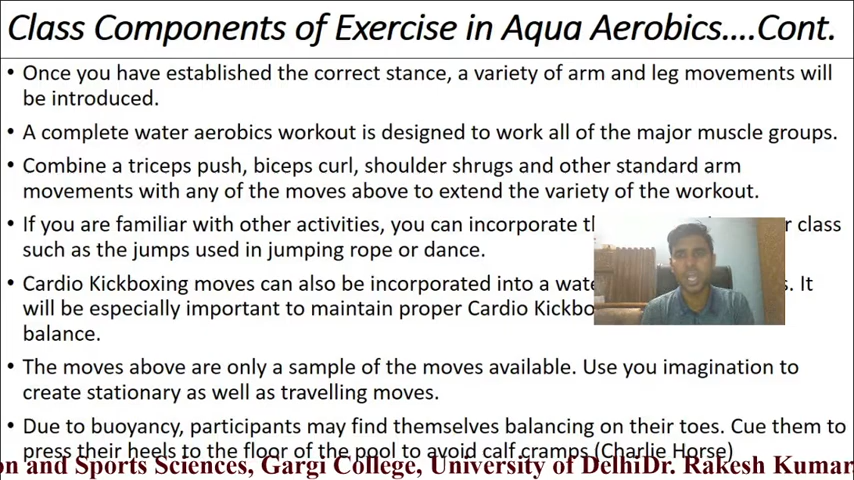 Class Components of Exercise in Aqua Aerobics....Cont.
• Once you have established the correct stance, a variety of arm and leg movements will
be introduced.
• A complete water aerobics workout is designed to work all of the major muscle groups.
• Combine a triceps push, biceps curl, shoulder shrugs and other standard arm
movements with any of the moves above to extend the variety of the workout.
• If you are familiar with other activities, you can incorporate class
such as the jumps used in jumping rope or dance.
• Cardio Kickboxing moves can also be incorporated into a It
will be especially important to maintain proper Cardio
balance.
• The moves above are only a sample of the moves available. Use you imagination to
create stationary as well as travelling moves.
• Due to buoyancy, participants may find themselves balancing on their toes. Cue them to
press their heels to the floor of the pool to avoid calf cramps (Charlie Horse)
on and Sports Sciences, Gargi College, University of DelhiDr. Rakesh Kumar